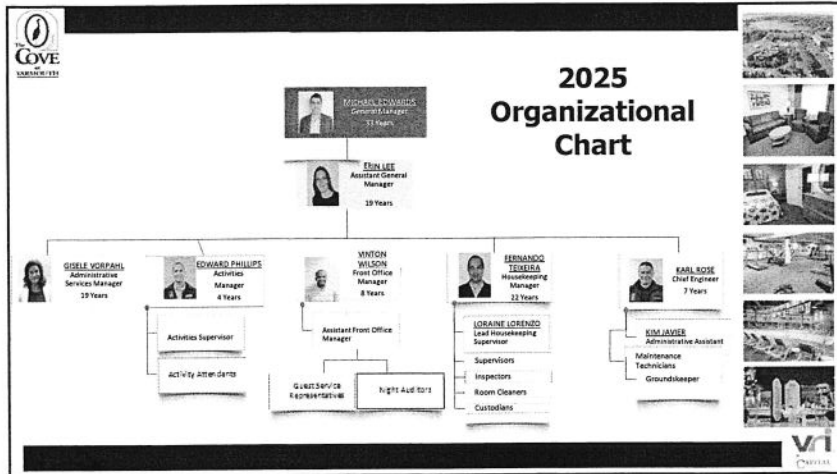 The
COVE
at
YARMOUTH
2025
Organizational
Chart
MICHAEL EDWARDS
General Manager
ERIN LEE
Assistant General
Manager
19 Years
GISELE VORPAHL
Administrative
Services Manager
19 Years
EDWARD PHILLIPS
Activities
Manager
4 Years
Activities Supervisor
Activity Attendants
VINTON
WILSON
Front Office
Manager
8 Years
Assistant Front Office
Manager
Guest Service
Representatives
Night Auditors
FERNANDO
TEIXEIRA
Housekeeping
Manager
22 Years
LORAINE LORENZO
Lead Housekeeping
Supervisor
Supervisors
Inspectors
Room Cleaners
Custodians
KARL ROSE
Chief Engineer
7 Years
KIM JAVIER
Administrative Assistant
Maintenance
Technicians
Groundskeeper
vri